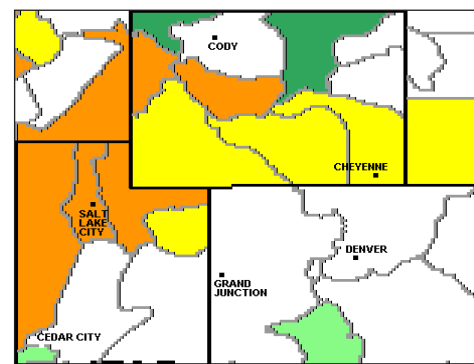 CODY
CHEYENNE
SALT
LAKE
CITY
DENVER
GRAND
JUNCTION
CEDAR CITY